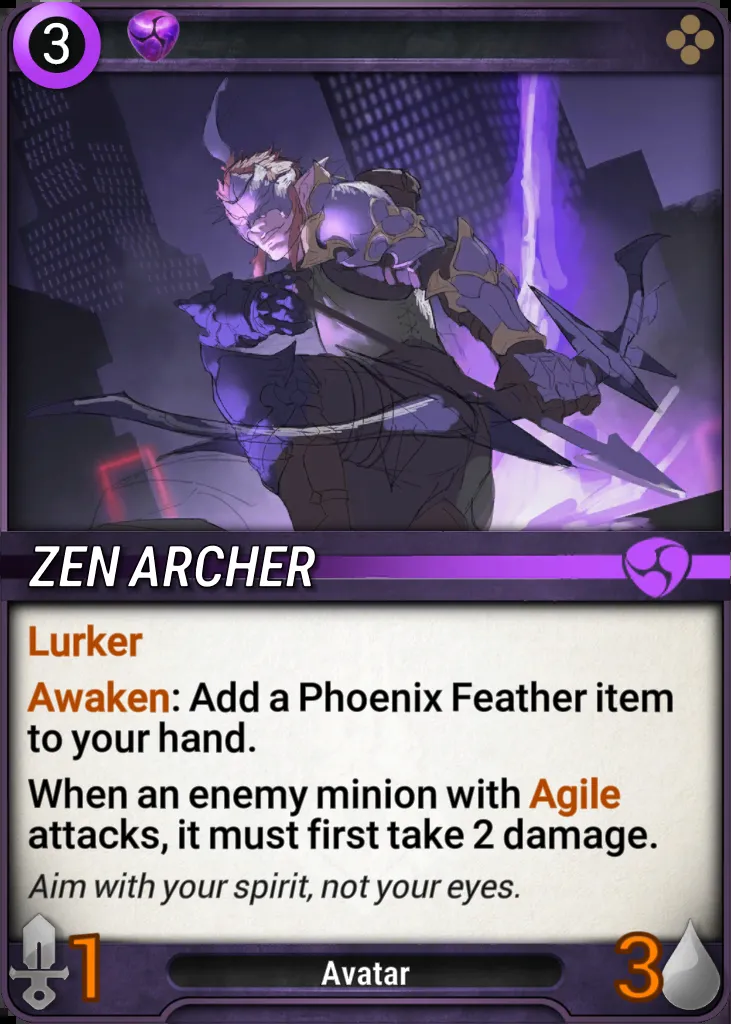 3
ZEN ARCHER
Lurker
Awaken: Add a Phoenix Feather item
to your hand.
When an enemy minion with Agile
attacks, it must first take 2 damage.
Aim with your spirit, not your eyes.
1
Avatar
3